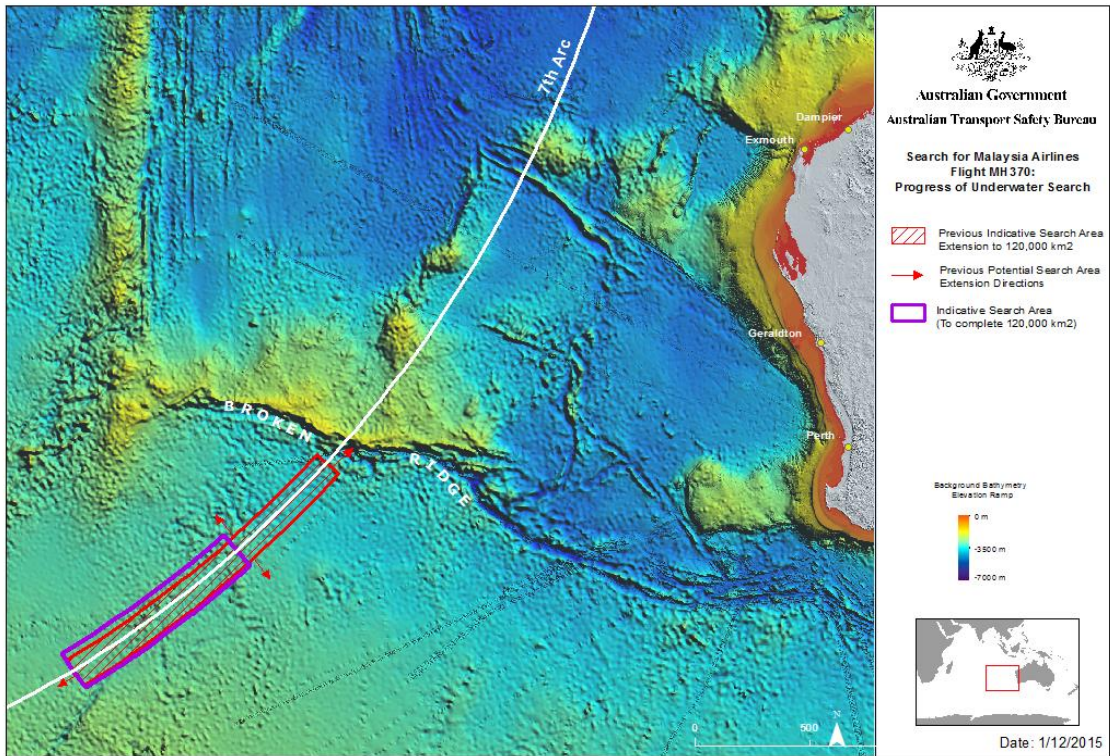 7th Arc
Dampier
Exmouth
Geraldton
Perth
BROKEN
RIDGE
0
500
N
Australian Government
Australian Transport Safety Bureau
Search for Malaysia Airlines
Flight MH370:
Progress of Underwater Search
Previous Indicative Search Area
Extension to 120,000 km2
Previous Potential Search Area
Extension Directions
Indicative Search Area
(To complete 120,000 km2)
Background Bathymetry
Elevation Ramp
0 m
-3500 m
-7000 m
Date: 1/12/2015